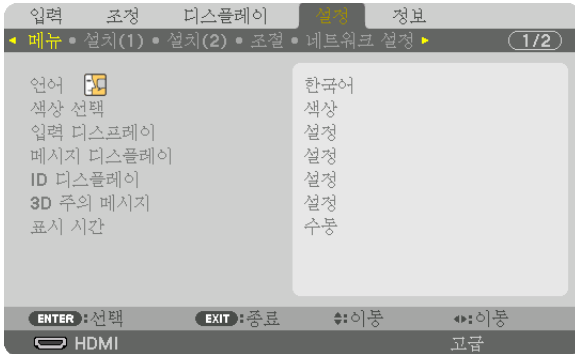 입력 조정 디스플레이 설정 정보
◂ 메뉴 • 설치(1) • 설치(2) • 조절 • 네트워크 설정 ▸ 1/2
언어 한국어
색상 선택 색상
입력 디스프레이 설정
메시지 디스플레이 설정
ID 디스플레이 설정
3D 주의 메시지 설정
표시 시간 수동
ENTER :선택 EXIT :종료 :이동 :이동
HDMI 고급